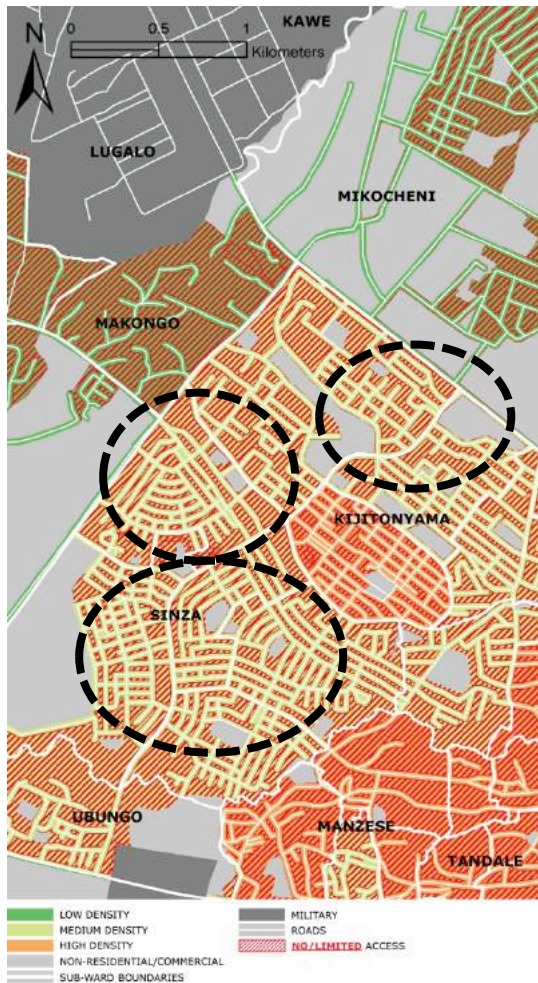 KAWE
N
0 0.5 1
Kilometers
LUGALO
MIKOCHENI
MAKONGO
KIJITONYAMA
SINZA
UBUNGO
MANZESE
TANDALE
LOW DENSITY
MEDIUM DENSITY
HIGH DENSITY
NON-RESIDENTIAL/COMMERCIAL
SUB-WARD BOUNDARIES
MILITARY
ROADS
NO/LIMITED ACCESS